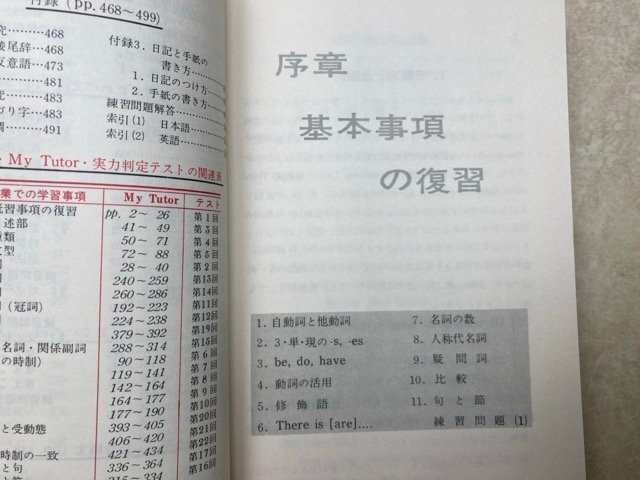 付録 (pp. 468〜499)
究……468
接尾辞…468
反意語…473
……481
究……483
づり字…483
……491
付録3. 日記と手紙の
書き方……
1. 日記のつけ方…
2. 手紙の書き方…
練習問題解答……
索引(1) 日本語……
索引(2) 英語……
My Tutor・実力判定テストの関連表
業での学習事項 My Tutor テスト
習事項の復習 pp. 2〜 26 第1回
述部 41〜 49 第3回
種類 50〜 71 第4回
文型 72〜 88 第5回
28〜 40 第2回
240〜259 第13回
260〜286 第14回
(冠詞) 192〜223 第11回
224〜238 第12回
379〜392 第19回
名詞・関係副詞 288〜314 第15回
の時制) 90〜118 第6回
119〜141 第7回
142〜164 第8回
164〜177 第9回
177〜190 第10回
と受動態 393〜405 第20回
406〜420 第21回
時制の一致 421〜434 第22回
と句 336〜364 第17回
と節 315〜334 第16回
序章
基本事項
の復習
1. 自動詞と他動詞
2. 3・単・現の-s, -es
3. be, do, have
4. 動詞の活用
5. 修飾語
6. There is [are]....
7. 名詞の数
8. 人称代名詞
9. 疑問詞
10. 比較
11. 句と節
練習問題(1)